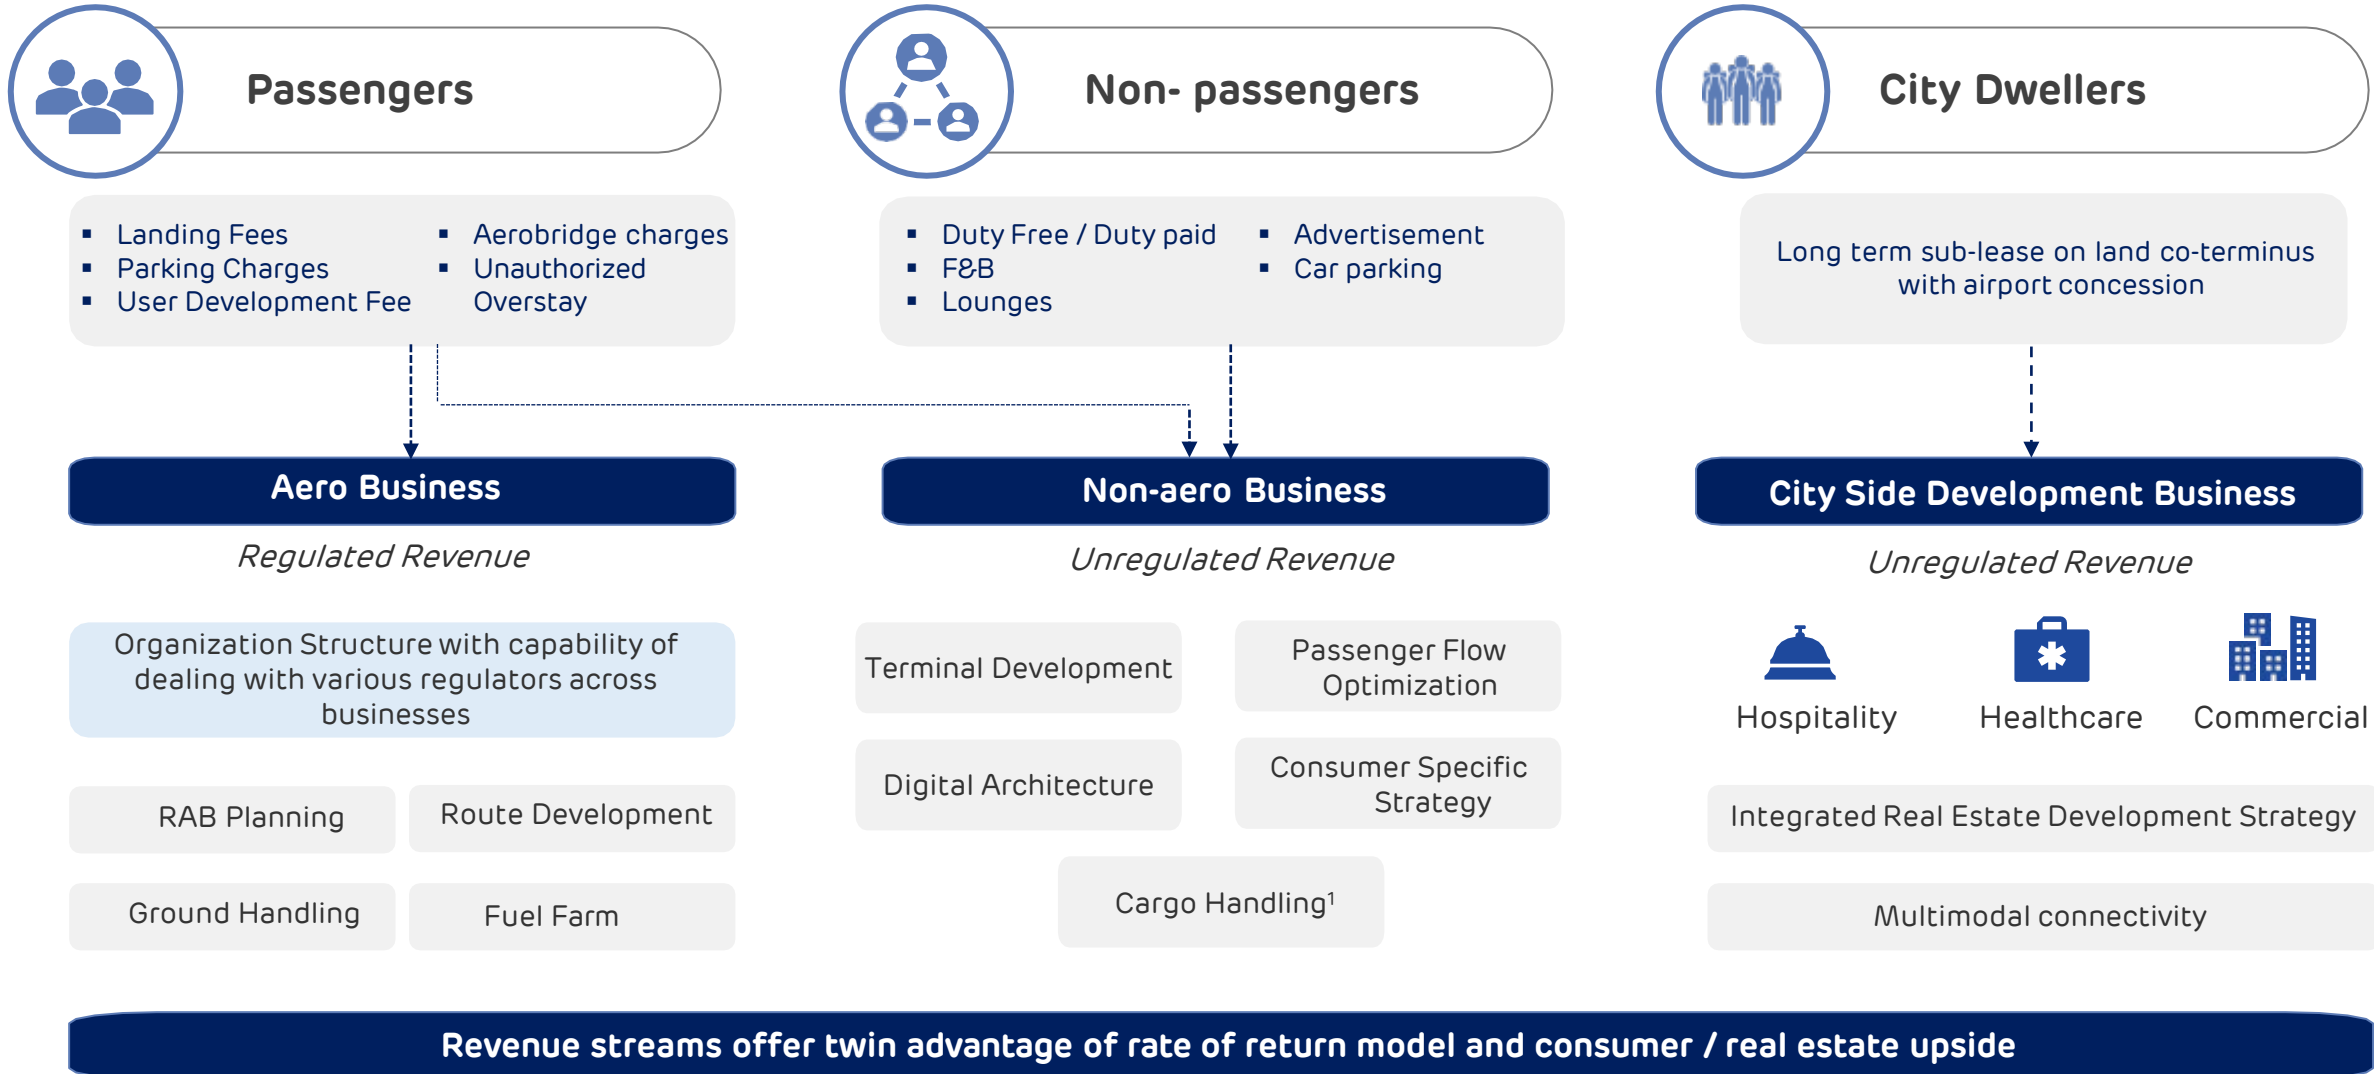 Passengers
Non- passengers
City Dwellers
▪ Landing Fees
▪ Parking Charges
▪ User Development Fee
▪ Aerobridge charges
▪ Unauthorized
Overstay
▪ Duty Free / Duty paid
▪ F&B
▪ Lounges
▪ Advertisement
▪ Car parking
Long term sub-lease on land co-terminus
with airport concession
Aero Business
Non-aero Business
City Side Development Business
Regulated Revenue
Unregulated Revenue
Unregulated Revenue
Organization Structure with capability of
dealing with various regulators across
businesses
RAB Planning
Route Development
Ground Handling
Fuel Farm
Terminal Development
Passenger Flow
Optimization
Digital Architecture
Consumer Specific
Strategy
Cargo Handling¹
Hospitality
Healthcare
Commercial
Integrated Real Estate Development Strategy
Multimodal connectivity
Revenue streams offer twin advantage of rate of return model and consumer / real estate upside